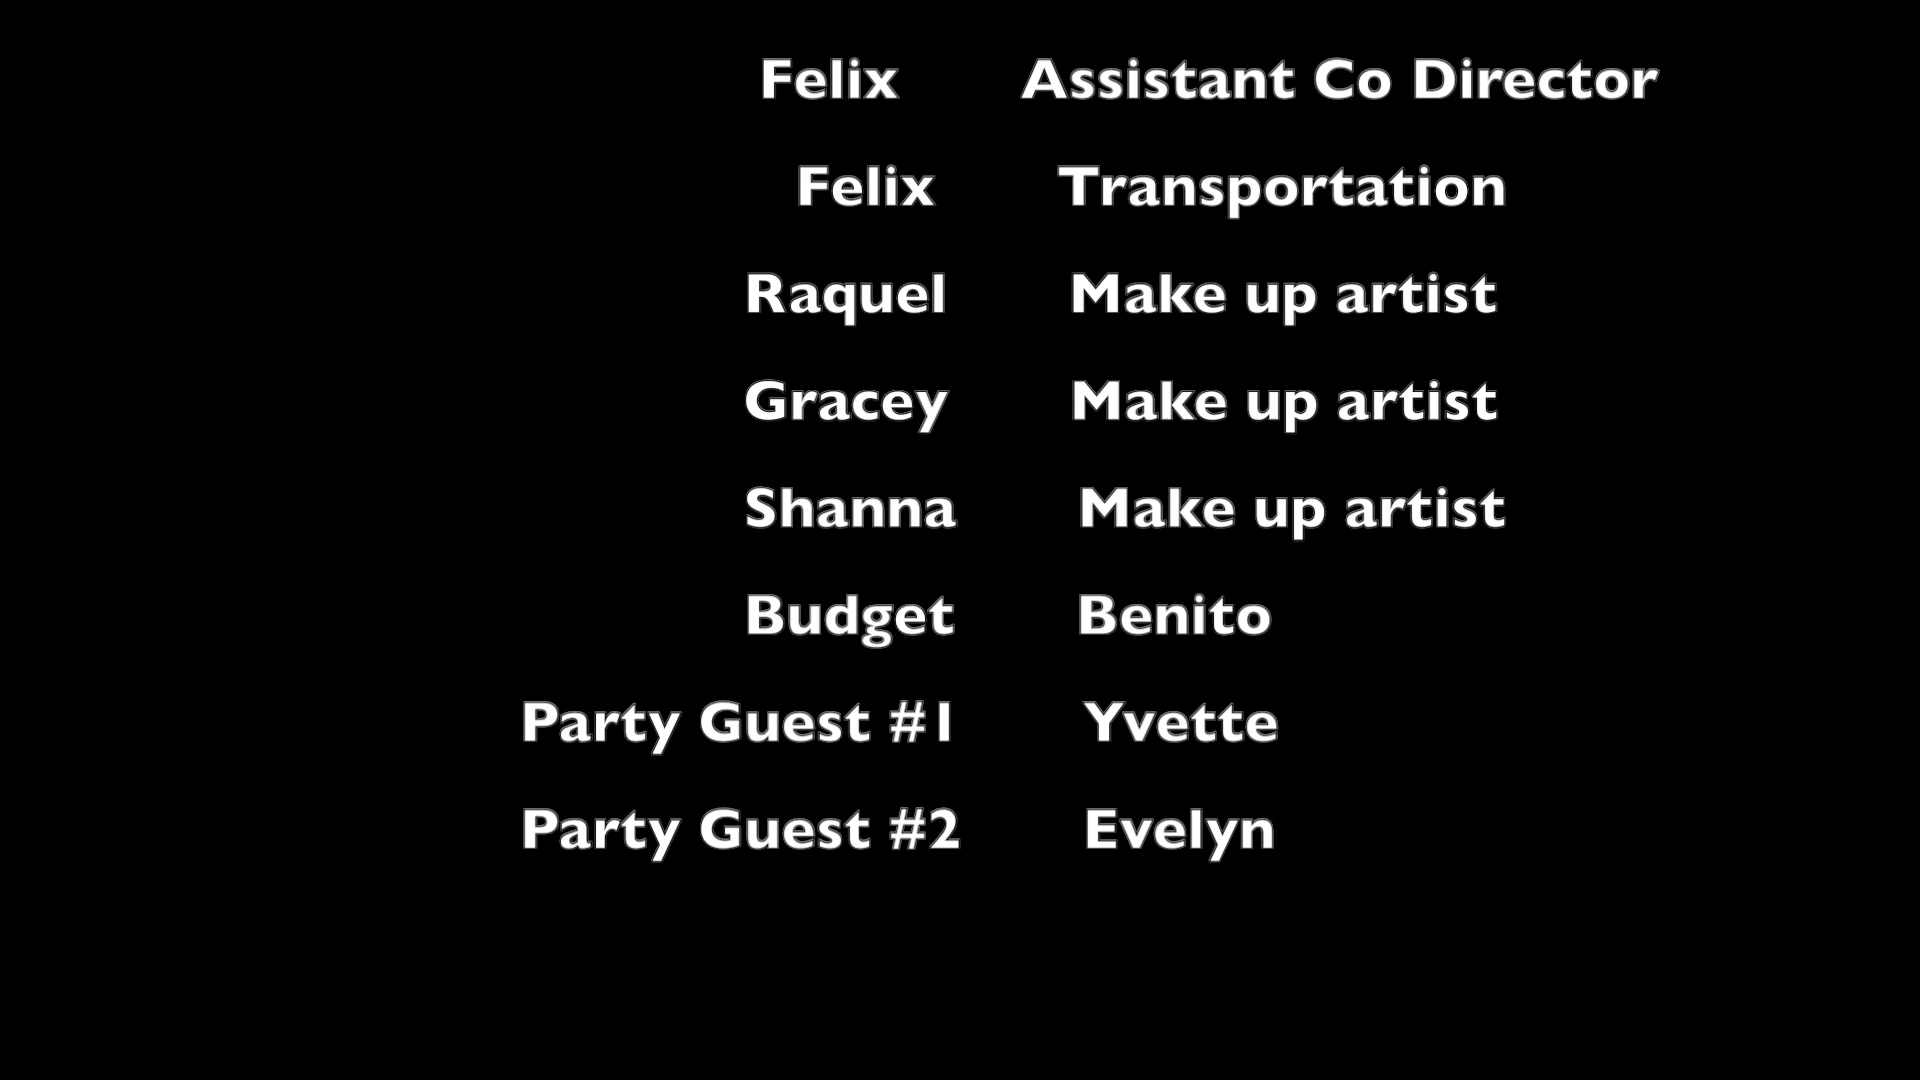 Felix Assistant Co Director
Felix Transportation
Raquel Make up artist
Gracey Make up artist
Shanna Make up artist
Budget Benito
Party Guest #1 Yvette
Party Guest #2 Evelyn